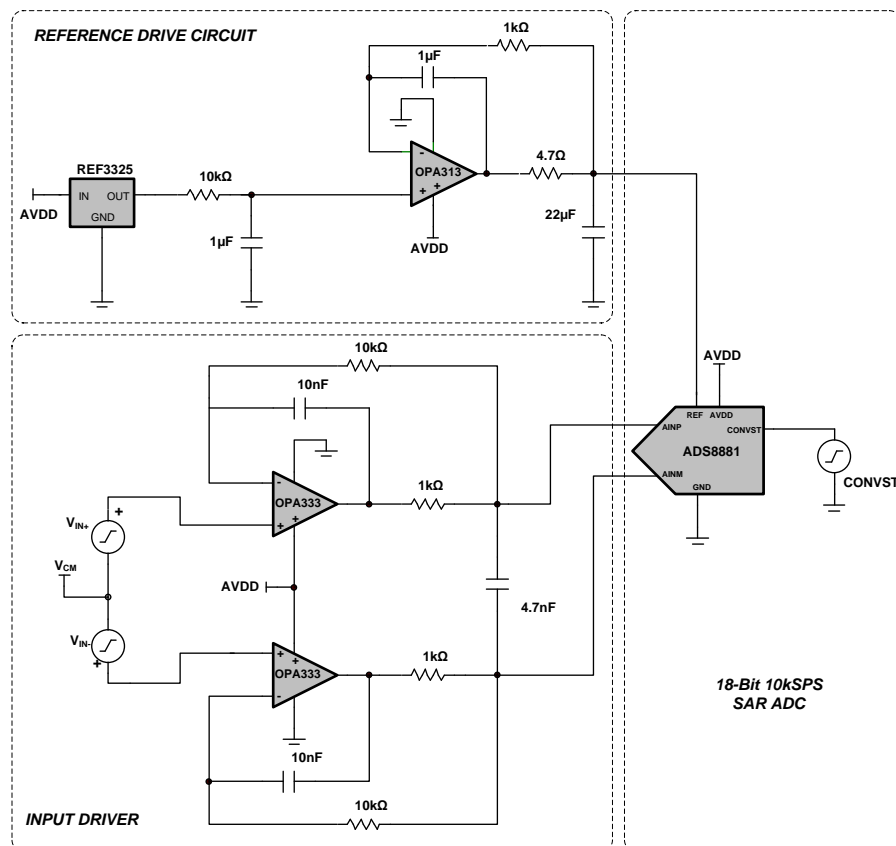 REFERENCE DRIVE CIRCUIT
1kΩ
1µF
REF3325
IN OUT
GND
AVDD
10kΩ
1µF
-
OPA313
+ +
AVDD
4.7Ω
22µF
10kΩ
10nF
-
OPA333
+ +
1kΩ
VIN+
+
VCM
VIN-
+
AVDD
4.7nF
+ +
OPA333
-
1kΩ
10nF
10kΩ
INPUT DRIVER
AVDD
REF AVDD
AINP
CONVST
ADS8881
AINM
GND
CONVST
18-Bit 10kSPS
SAR ADC